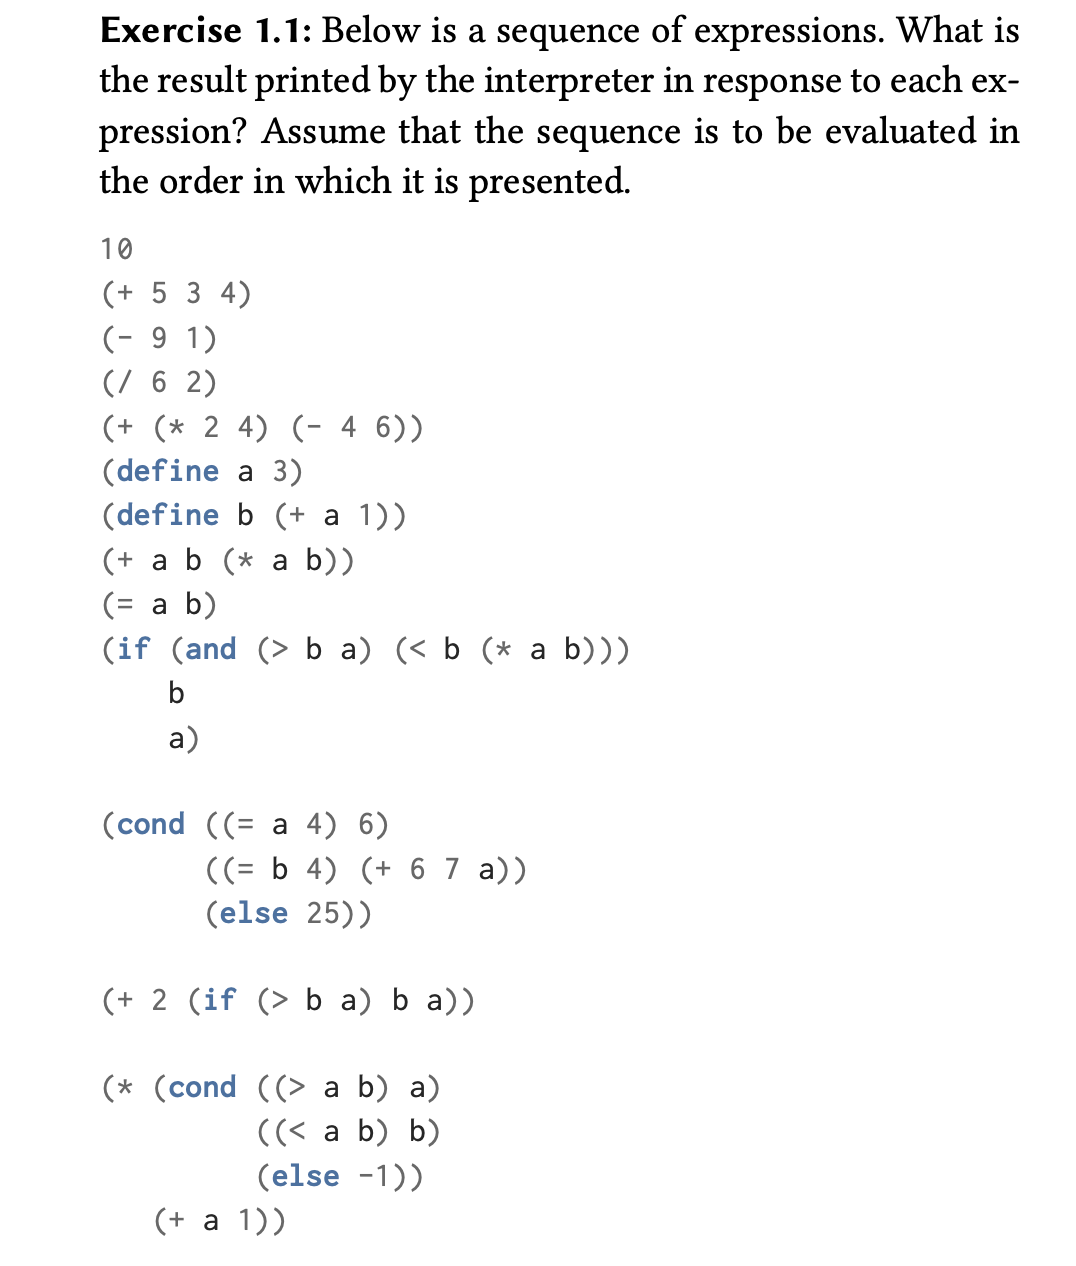 Exercise 1.1: Below is a sequence of expressions. What is
the result printed by the interpreter in response to each ex-
pression? Assume that the sequence is to be evaluated in
the order in which it is presented.
10
(+ 5 3 4)
(- 9 1)
(/ 6 2)
(+ (* 2 4) (- 4 6))
(define a 3)
(define b (+ a 1))
(+ a b (* a b))
(= a b)
(if (and (> b a) (< b (* a b)))
    b
    a)
(cond ((= a 4) 6)
      ((= b 4) (+ 6 7 a))
      (else 25))
(+ 2 (if (> b a) b a))
(* (cond ((> a b) a)
         ((< a b) b)
         (else -1))
   (+ a 1))